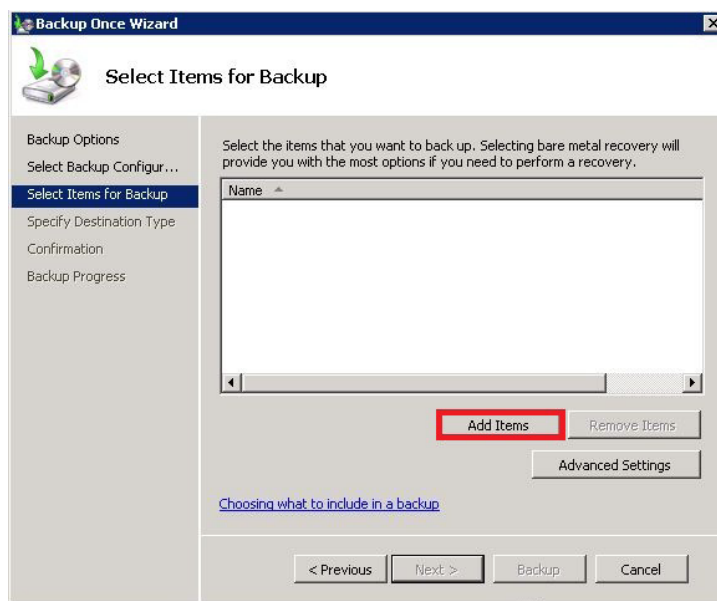 Backup Once Wizard
Select Items for Backup
Backup Options
Select Backup Configur...
Select Items for Backup
Specify Destination Type
Confirmation
Backup Progress
Select the items that you want to back up. Selecting bare metal recovery will
provide you with the most options if you need to perform a recovery.
Name
Add Items
Remove Items
Advanced Settings
Choosing what to include in a backup
< Previous
Next >
Backup
Cancel